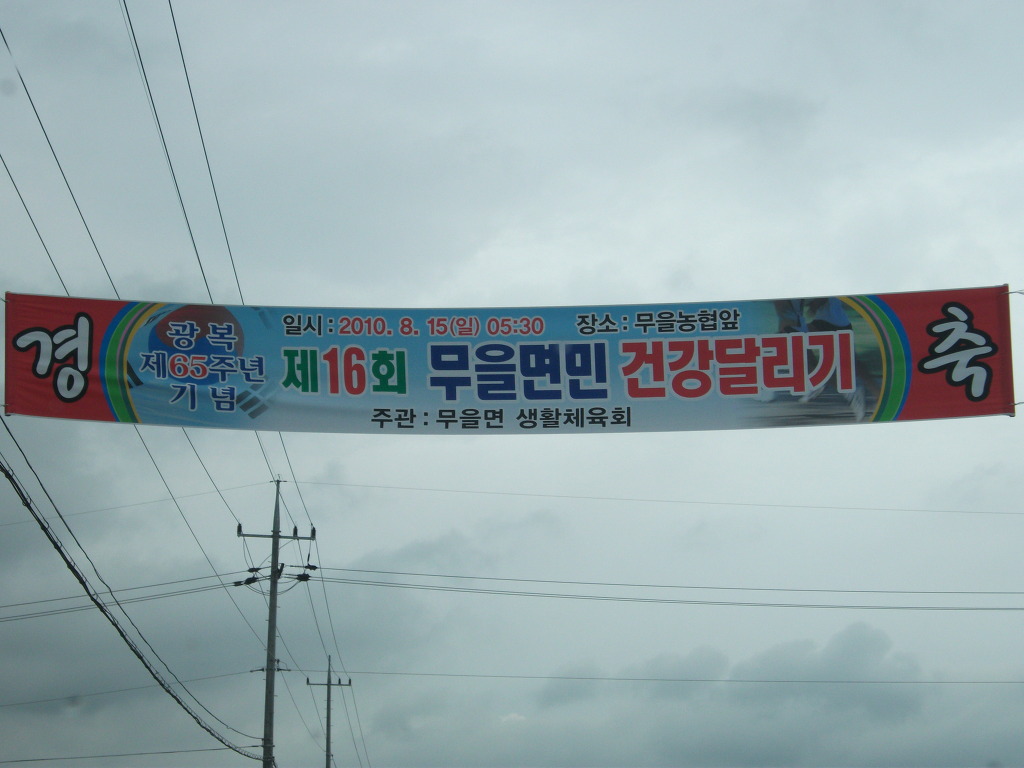 경
광복
제65주년
기념
일시 : 2010. 8. 15(일) 05:30 장소 : 무을농협앞
제16회 무을면민 건강달리기
주관 : 무을면 생활체육회
축